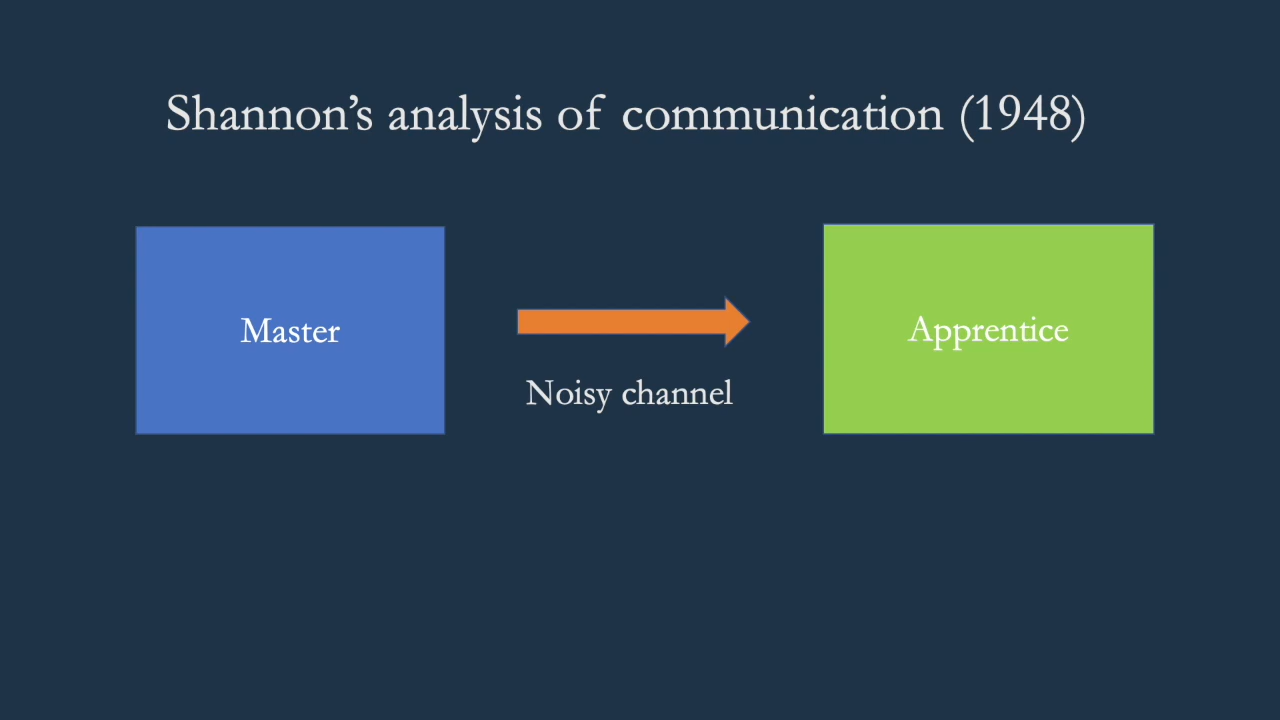 Shannon’s analysis of communication (1948)
Master
Apprentice
Noisy channel